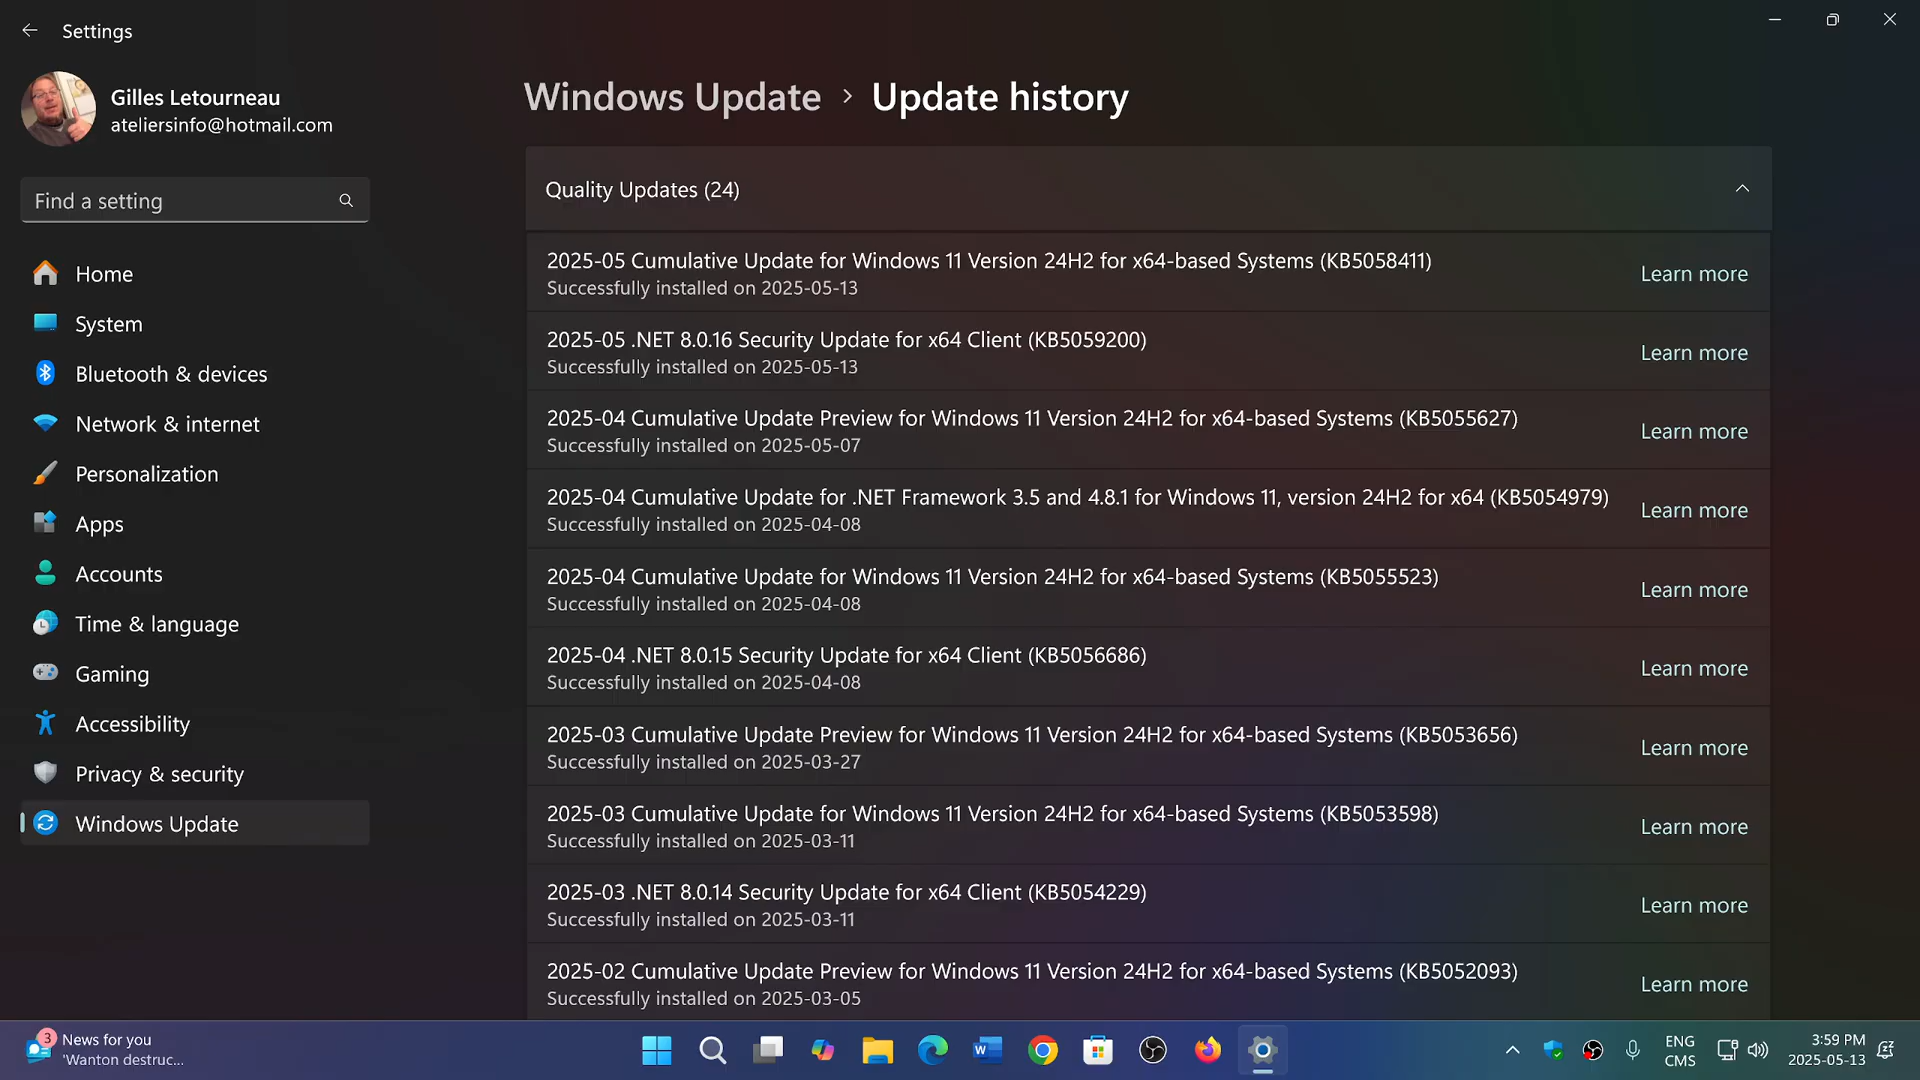 Settings
Gilles Letourneau
ateliersinfo@hotmail.com
Find a setting
Home
System
Bluetooth & devices
Network & internet
Personalization
Apps
Accounts
Time & language
Gaming
Accessibility
Privacy & security
Windows Update
Windows Update > Update history
Quality Updates (24)
2025-05 Cumulative Update for Windows 11 Version 24H2 for x64-based Systems (KB5058411)
Successfully installed on 2025-05-13
Learn more
2025-05 .NET 8.0.16 Security Update for x64 Client (KB5059200)
Successfully installed on 2025-05-13
Learn more
2025-04 Cumulative Update Preview for Windows 11 Version 24H2 for x64-based Systems (KB5055627)
Successfully installed on 2025-05-07
Learn more
2025-04 Cumulative Update for .NET Framework 3.5 and 4.8.1 for Windows 11, version 24H2 for x64 (KB5054979)
Successfully installed on 2025-04-08
Learn more
2025-04 Cumulative Update for Windows 11 Version 24H2 for x64-based Systems (KB5055523)
Successfully installed on 2025-04-08
Learn more
2025-04 .NET 8.0.15 Security Update for x64 Client (KB5056686)
Successfully installed on 2025-04-08
Learn more
2025-03 Cumulative Update Preview for Windows 11 Version 24H2 for x64-based Systems (KB5053656)
Successfully installed on 2025-03-27
Learn more
2025-03 Cumulative Update for Windows 11 Version 24H2 for x64-based Systems (KB5053598)
Successfully installed on 2025-03-11
Learn more
2025-03 .NET 8.0.14 Security Update for x64 Client (KB5054229)
Successfully installed on 2025-03-11
Learn more
2025-02 Cumulative Update Preview for Windows 11 Version 24H2 for x64-based Systems (KB5052093)
Successfully installed on 2025-03-05
Learn more
3
News for you
'Wanton destruc...
W
ENG
CMS
3:59 PM
2025-05-13